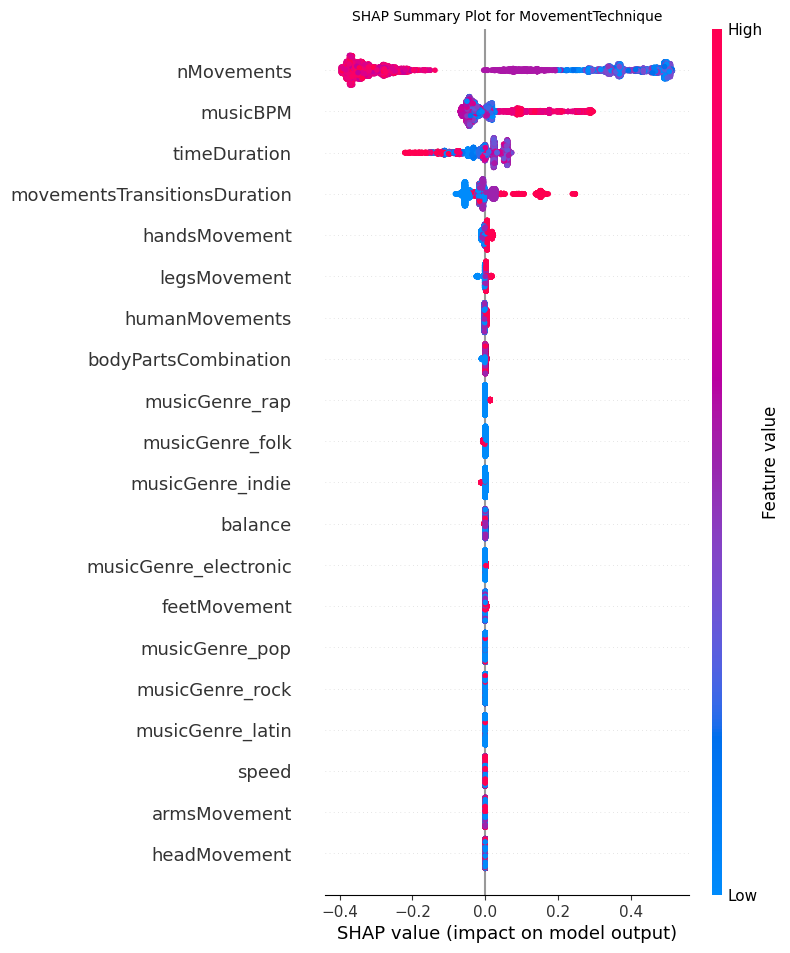 SHAP Summary Plot for MovementTechnique
High
nMovements
musicBPM
timeDuration
movementsTransitionsDuration
handsMovement
legsMovement
humanMovements
bodyPartsCombination
musicGenre_rap
musicGenre_folk
musicGenre_indie
balance
musicGenre_electronic
feetMovement
musicGenre_pop
musicGenre_rock
musicGenre_latin
speed
armsMovement
headMovement
Feature value
Low
−0.4 −0.2 0.0 0.2 0.4
SHAP value (impact on model output)